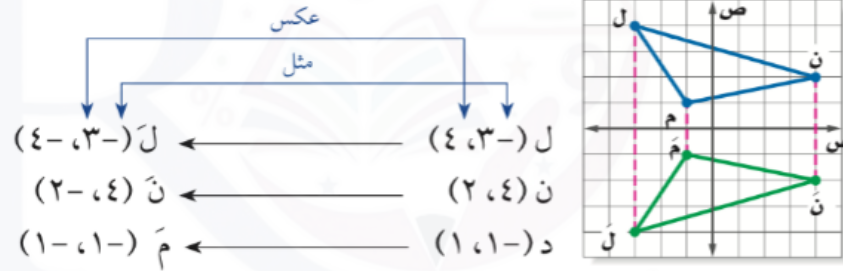 عكس
مثل
ل (-٣، ٤) ← لَ (-٣، -٤)
ن (٤، ٢) ← نَ (٤، -٢)
د (-١، ١) ← مَ (-١، -١)
ص
ل
ن
م
س
مَ
نَ
لَ